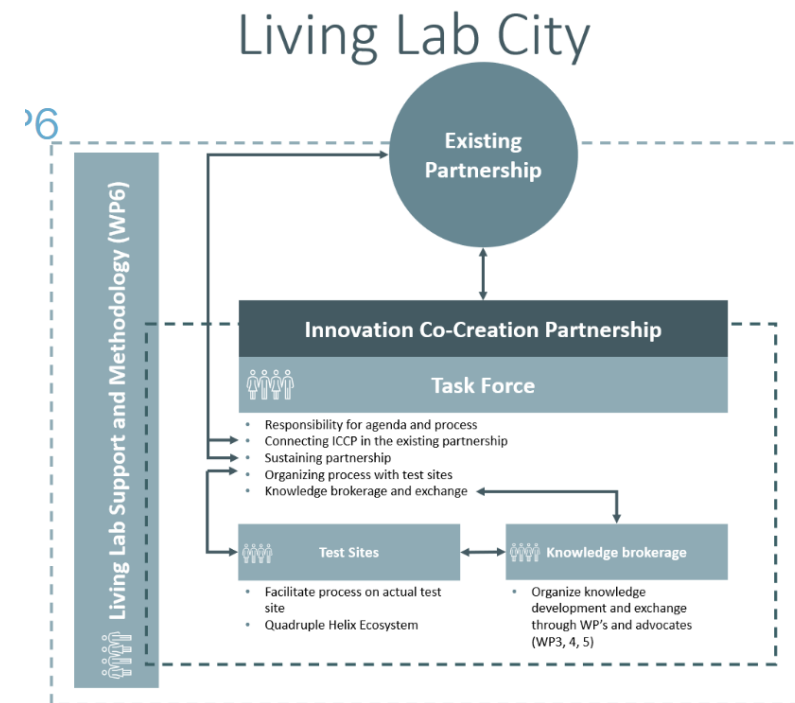 Living Lab City
P6
Existing
Partnership
Living Lab Support and Methodology (WP6)
Innovation Co-Creation Partnership
Task Force
• Responsibility for agenda and process
• Connecting ICCP in the existing partnership
• Sustaining partnership
• Organizing process with test sites
• Knowledge brokerage and exchange
Test Sites
• Facilitate process on actual test
site
• Quadruple Helix Ecosystem
Knowledge brokerage
• Organize knowledge
development and exchange
through WP's and advocates
(WP3, 4, 5)